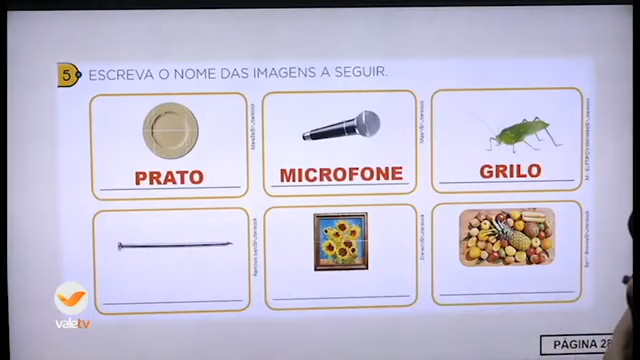 5 ESCREVA O NOME DAS IMAGENS A SEGUIR.
PRATO
MICROFONE
GRILO
valetv
PÁGINA 28